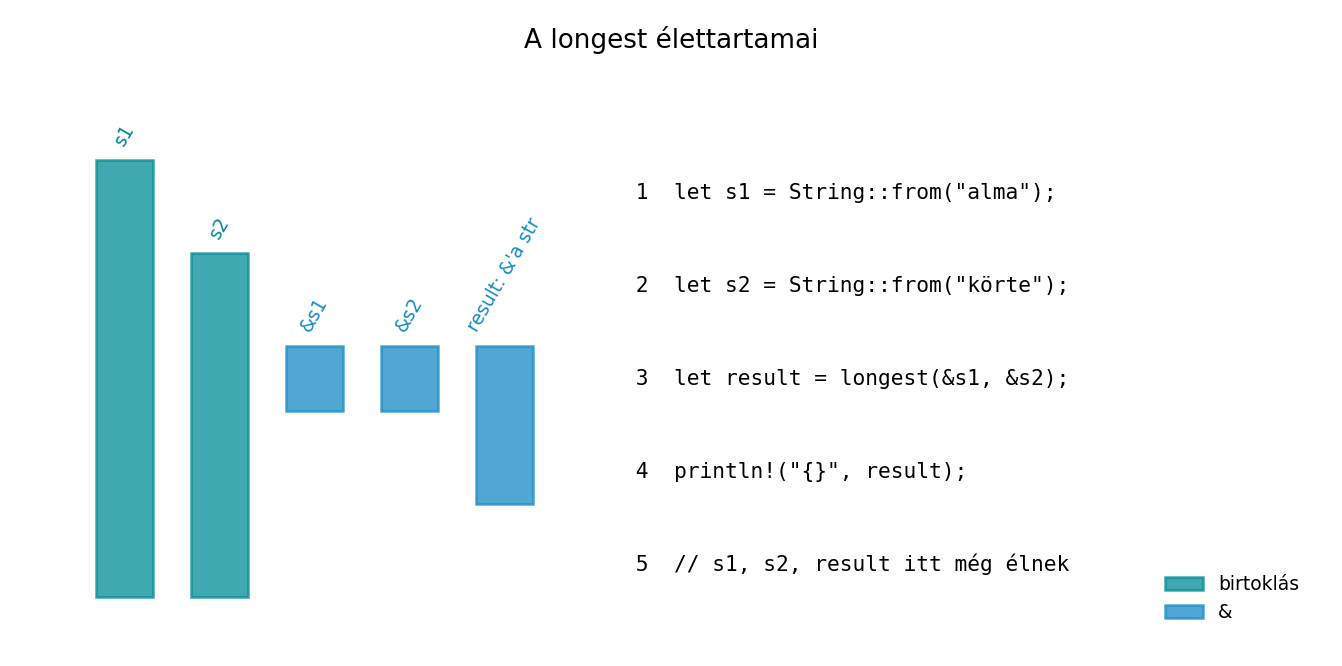 A longest élettartamai
s1
s2
&s1
&s2
result: &'a str
1 let s1 = String::from("alma");
2 let s2 = String::from("körte");
3 let result = longest(&s1, &s2);
4 println!("{}", result);
5 // s1, s2, result itt még élnek
birtoklás
&